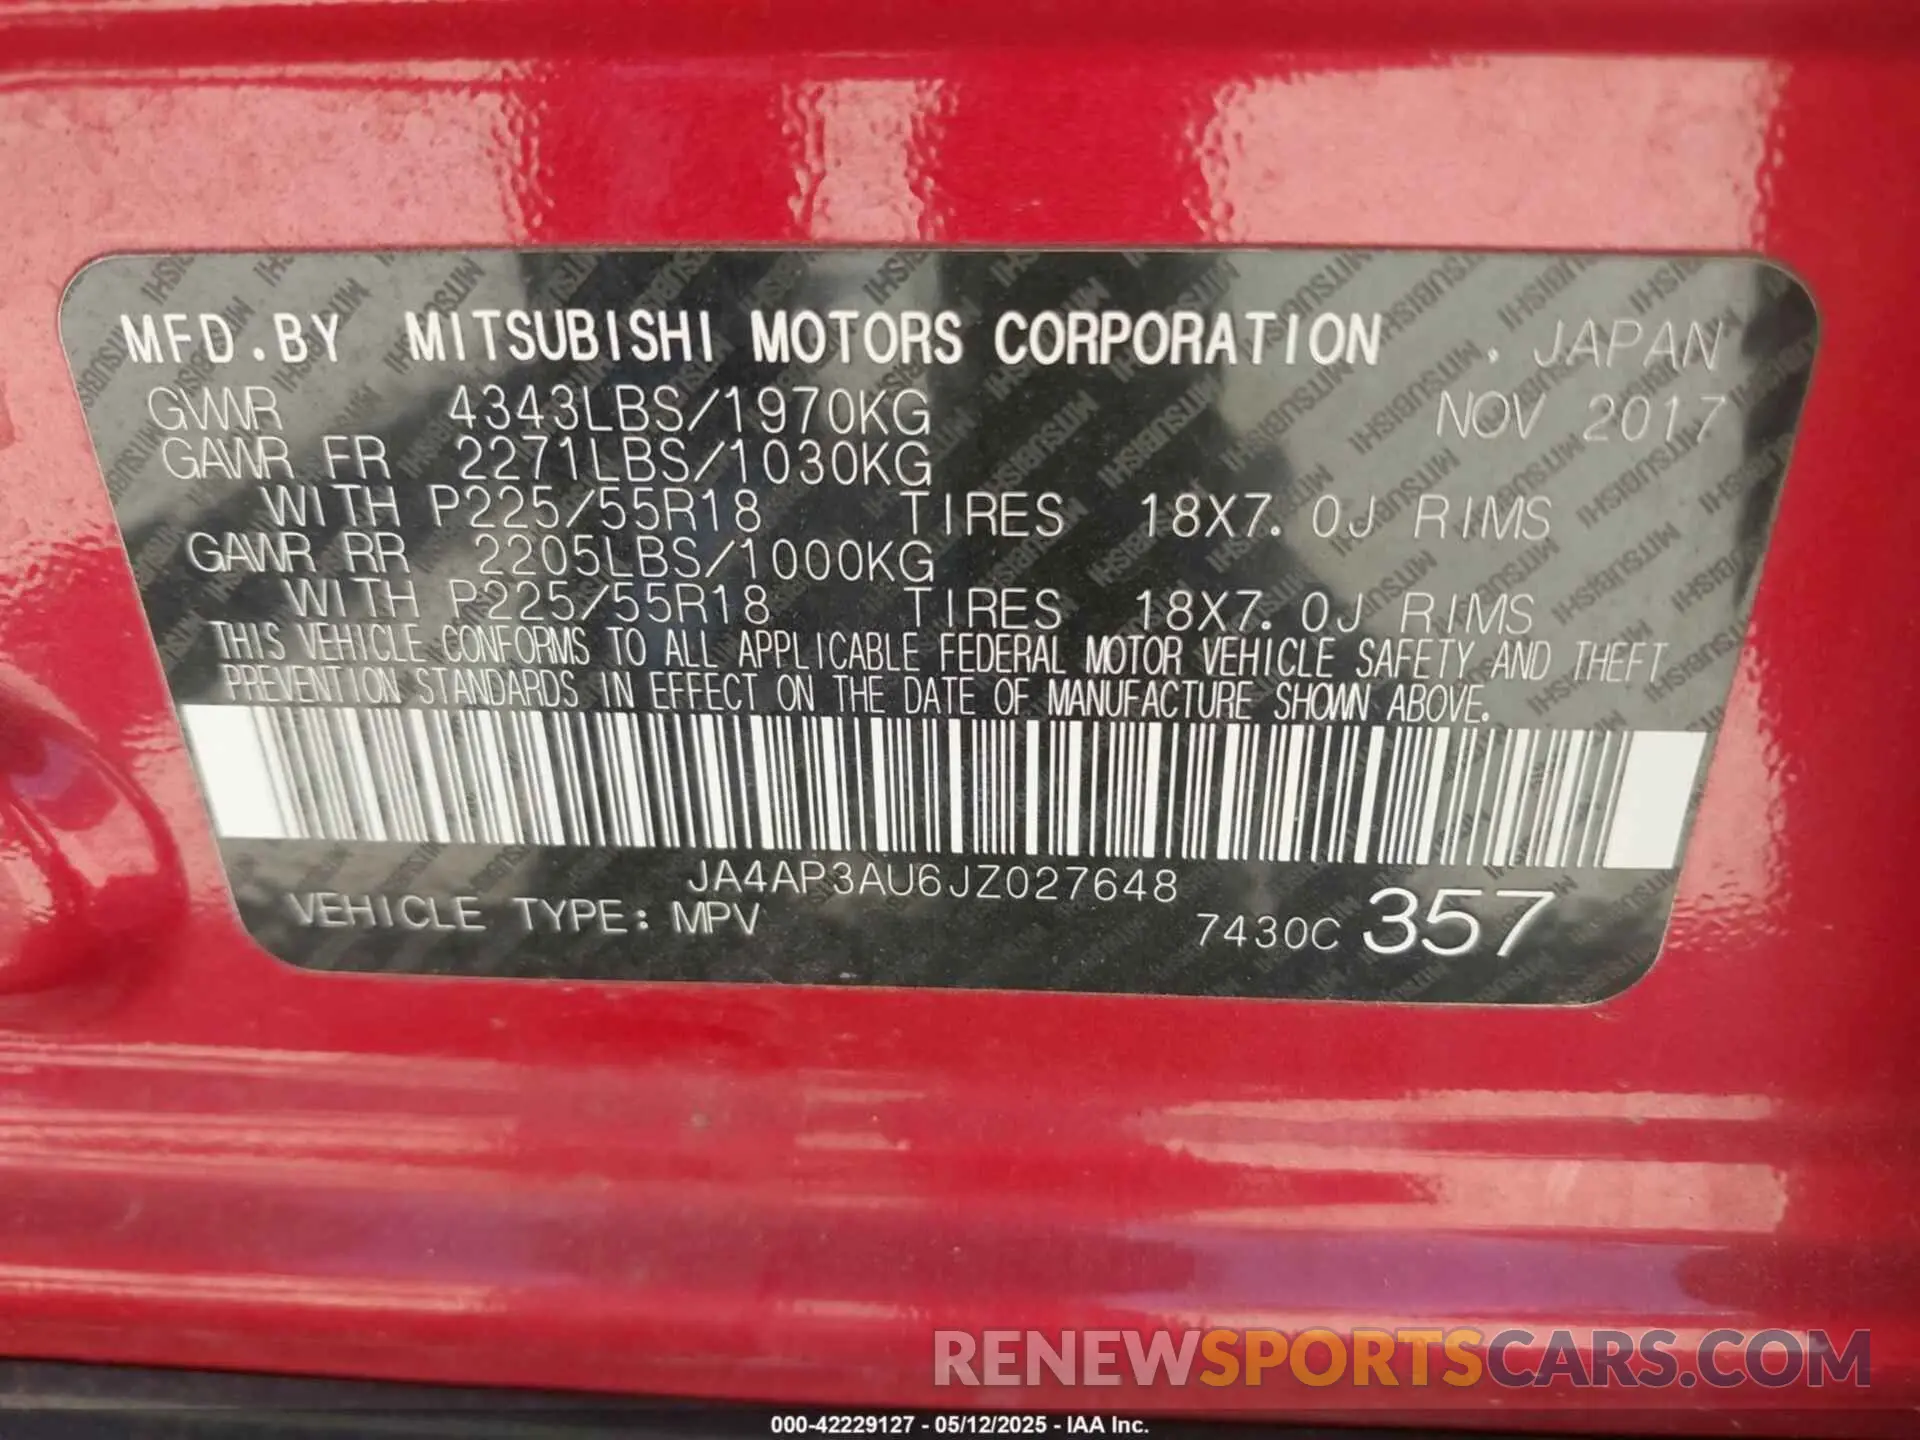 MFD.BY MITSUBISHI MOTORS CORPORATION . JAPAN
GVWR 4343LBS/1970KG NOV 2017
GAWR FR 2271LBS/1030KG
WITH P225/55R18 TIRES 18X7.0J RIMS
GAWR RR 2205LBS/1000KG
WITH P225/55R18 TIRES 18X7.0J RIMS
THIS VEHICLE CONFORMS TO ALL APPLICABLE FEDERAL MOTOR VEHICLE SAFETY AND THEFT
PREVENTION STANDARDS IN EFFECT ON THE DATE OF MANUFACTURE SHOWN ABOVE.
JA4AP3AU6JZ027648
VEHICLE TYPE: MPV 7430C 357
RENEWSPORTSCARS.COM
000-42229127 - 05/12/2025 - IAA Inc.